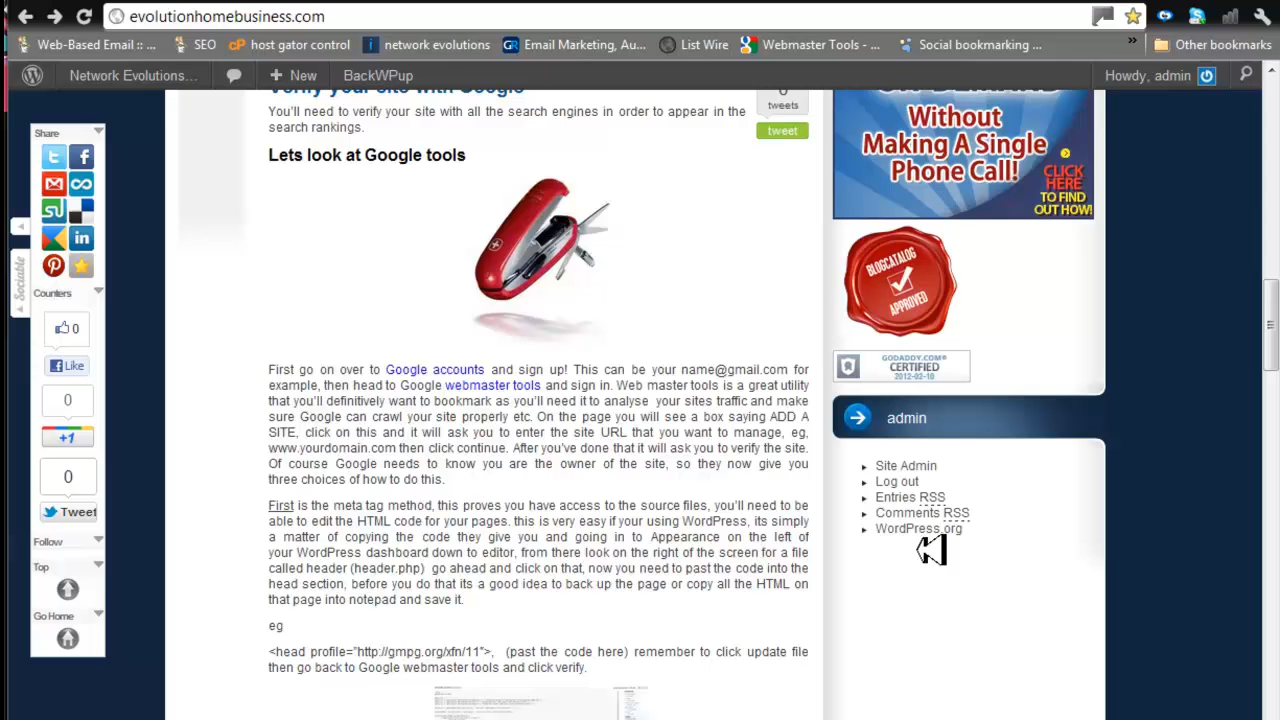 evolutionhomebusiness.com
Web-Based Email :: ...
SEO
host gator control
network evolutions
Email Marketing, Au...
List Wire
Webmaster Tools - ...
Social bookmarking ...
»
Other bookmarks
Network Evolutions...
+ New
BackWPup
Howdy, admin
Verify your site with Google
0
tweets
tweet
You'll need to verify your site with all the search engines in order to appear in the
search rankings.
Lets look at Google tools
First go on over to Google accounts and sign up! This can be your name@gmail.com for
example, then head to Google webmaster tools and sign in. Web master tools is a great utility
that you'll definitively want to bookmark as you'll need it to analyse your sites traffic and make
sure Google can crawl your site properly etc. On the page you will see a box saying ADD A
SITE, click on this and it will ask you to enter the site URL that you want to manage, eg,
www.yourdomain.comthen click continue. After you've done that it will ask you to verify the site.
Of course Google needs to know you are the owner of the site, so they now give you
three choices of how to do this.
First is the meta tag method, this proves you have access to the source files, you'll need to be
able to edit the HTML code for your pages. this is very easy if your using WordPress, its simply
a matter of copying the code they give you and going in to Appearance on the left of
your WordPress dashboard down to editor, from there look on the right of the screen for a file
called header (header.php) go ahead and click on that, now you need to past the code into the
head section, before you do that its a good idea to back up the page or copy all the HTML on
that page into notepad and save it.
eg
<head profile="http://gmpg.org/xfn/11">, (past the code here) remember to click update file
then go back to Google webmaster tools and click verify.
Share
Counters
0
Like
0
+1
0
Tweet
Follow
Top
Go Home
Sociable
ON DEMAND
Without
Making A Single
Phone Call!
CLICK
HERE
TO FIND
OUT HOW!
BLOGCATALOG
APPROVED
GODADDY.COM®
CERTIFIED
2012-02-10
admin
Site Admin
Log out
Entries RSS
Comments RSS
WordPress.org